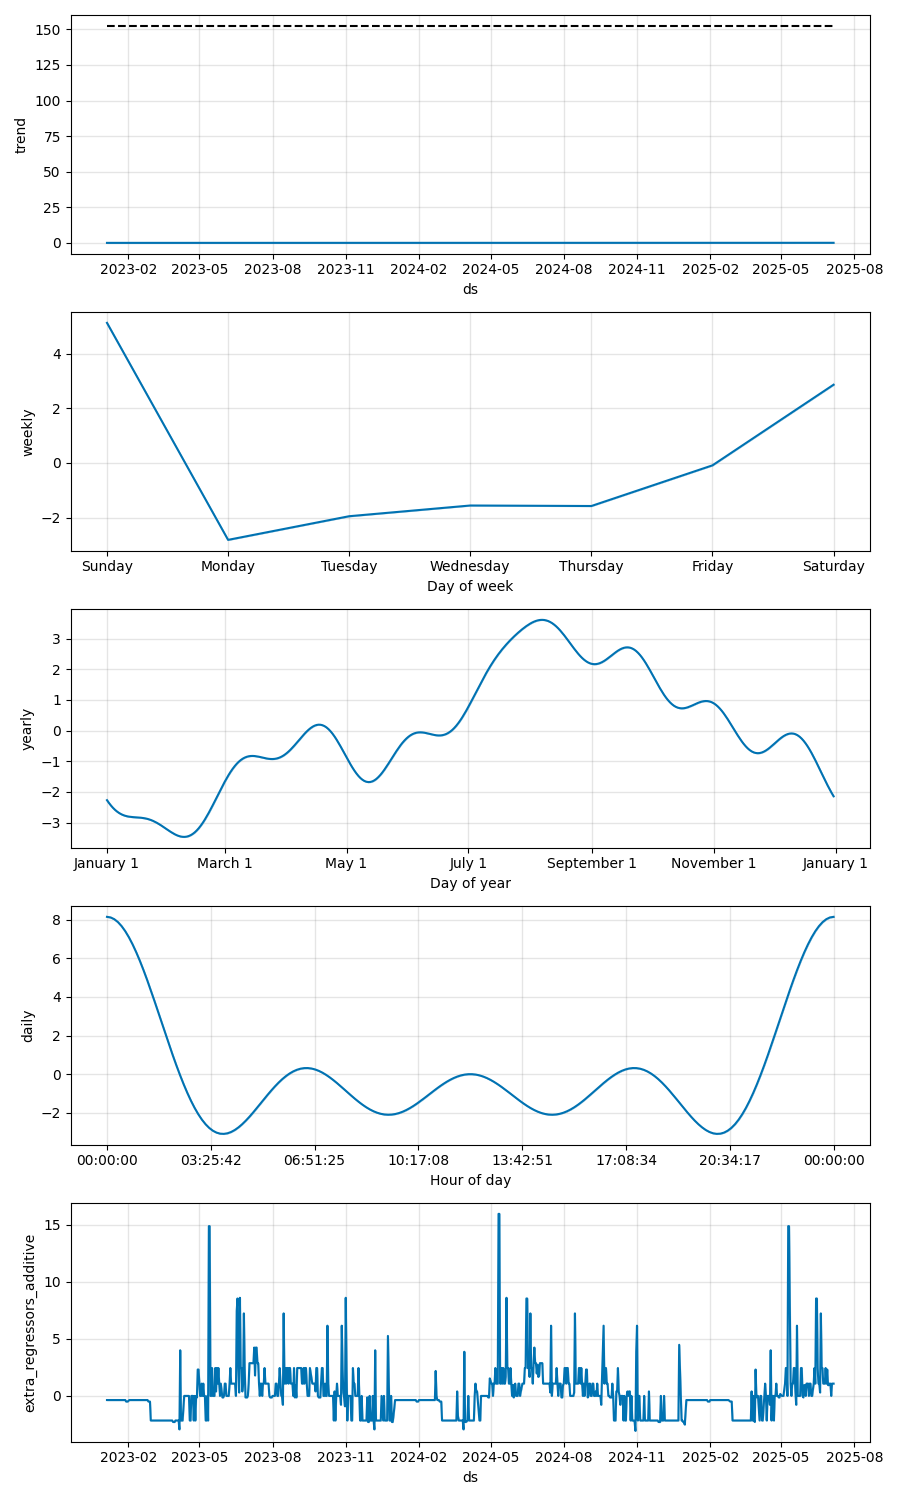 150
125
100
75
50
25
0
trend
2023-02 2023-05 2023-08 2023-11 2024-02 2024-05 2024-08 2024-11 2025-02 2025-05 2025-08
ds
4
2
0
−2
weekly
Sunday Monday Tuesday Wednesday Thursday Friday Saturday
Day of week
3
2
1
0
−1
−2
−3
yearly
January 1 March 1 May 1 July 1 September 1 November 1 January 1
Day of year
8
6
4
2
0
−2
daily
00:00:00 03:25:42 06:51:25 10:17:08 13:42:51 17:08:34 20:34:17 00:00:00
Hour of day
15
10
5
0
extra_regressors_additive
2023-02 2023-05 2023-08 2023-11 2024-02 2024-05 2024-08 2024-11 2025-02 2025-05 2025-08
ds